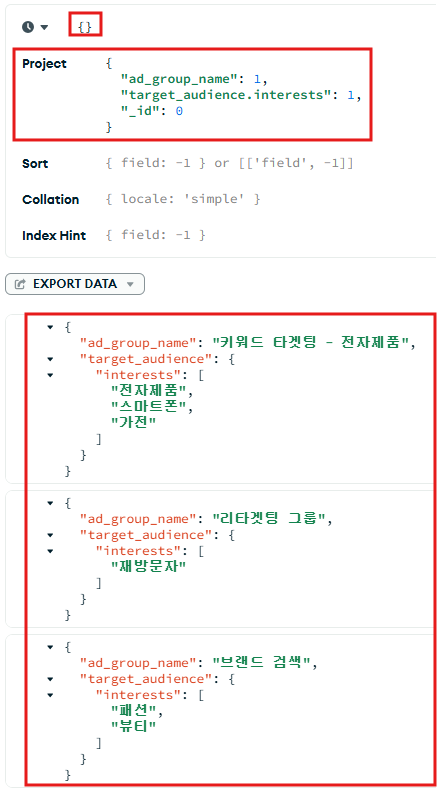 {}
Project {
"ad_group_name": 1,
"target_audience.interests": 1,
"_id": 0
}
Sort { field: -1 } or [['field', -1]]
Collation { locale: 'simple' }
Index Hint { field: -1 }
EXPORT DATA
{
"ad_group_name": "키워드 타겟팅 - 전자제품",
"target_audience": {
"interests": [
"전자제품",
"스마트폰",
"가전"
]
}
}
{
"ad_group_name": "리타겟팅 그룹",
"target_audience": {
"interests": [
"재방문자"
]
}
}
{
"ad_group_name": "브랜드 검색",
"target_audience": {
"interests": [
"패션",
"뷰티"
]
}
}